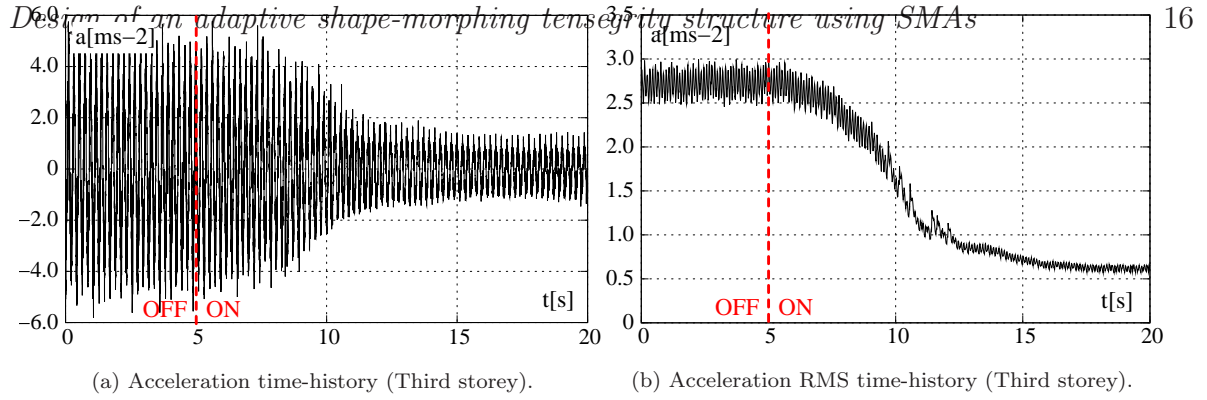 Design of an adaptive shape-morphing tensegrity structure using SMAs 16
6.0
a[ms−2]
4.0
2.0
0
−2.0
−4.0
−6.0
OFF ON
t[s]
0 5 10 15 20
(a) Acceleration time-history (Third storey).
3.5
a[ms−2]
3.0
2.5
2.0
1.5
1.0
0.5
0
OFF ON
t[s]
0 5 10 15 20
(b) Acceleration RMS time-history (Third storey).